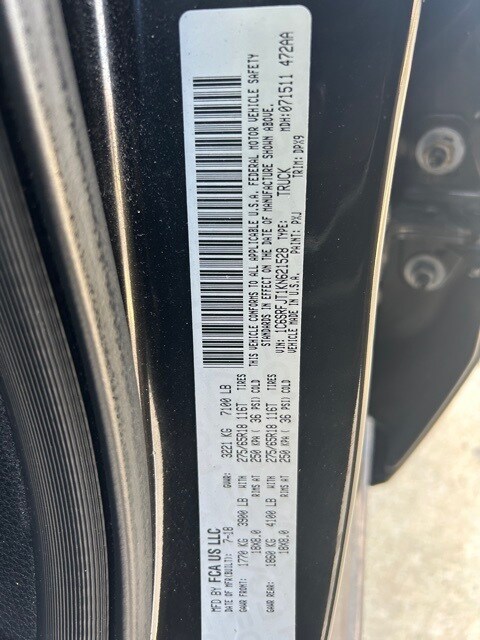 MFD BY FCA US LLC
DATE OF MFR(BUILT): 7-18 GVWR: 3221 KG 7100 LB
GAWR FRONT: 1770 KG 3900 LB WITH 275/65R18 116T TIRES
18X8.0 RIMS AT 250 KPA ( 36 PSI) COLD
GAWR REAR: 1860 KG 4100 LB WITH 275/65R18 116T TIRES
18X8.0 RIMS AT 250 KPA ( 36 PSI) COLD
THIS VEHICLE CONFORMS TO ALL APPLICABLE U.S.A. FEDERAL MOTOR VEHICLE SAFETY
STANDARDS IN EFFECT ON THE DATE OF MANUFACTURE SHOWN ABOVE.
VIN: 1C6SRFJT1KN621528 TYPE: TRUCK MDH:071511 472AA
VEHICLE MADE IN U.S.A. PAINT: PXJ TRIM: DPX9